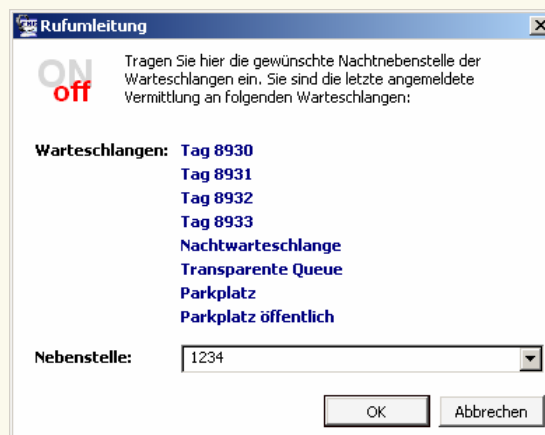 Rufumleitung
ON
off
Tragen Sie hier die gewünschte Nachtnebenstelle der
Warteschlangen ein. Sie sind die letzte angemeldete
Vermittlung an folgenden Warteschlangen:
Warteschlangen: Tag 8930
Tag 8931
Tag 8932
Tag 8933
Nachtwarteschlange
Transparente Queue
Parkplatz
Parkplatz öffentlich
Nebenstelle: 1234
OK Abbrechen